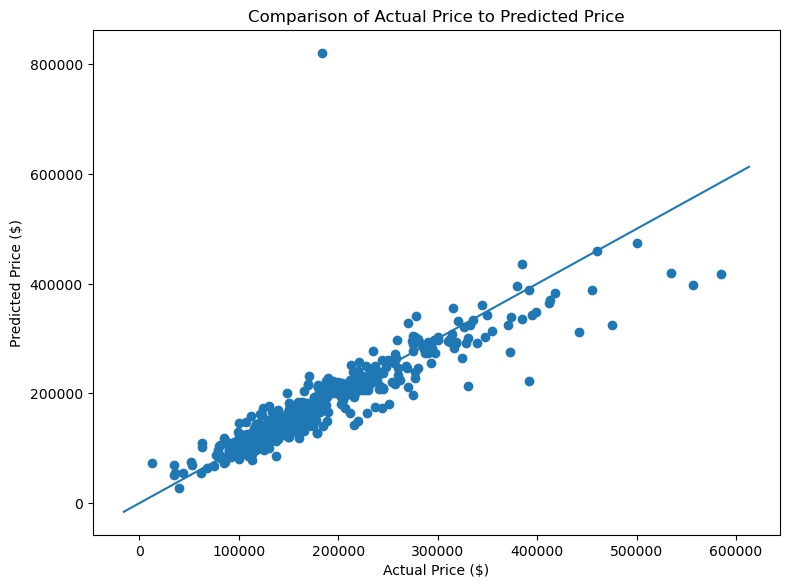 Comparison of Actual Price to Predicted Price
800000
600000
400000
200000
0
Predicted Price ($)
0 100000 200000 300000 400000 500000 600000
Actual Price ($)